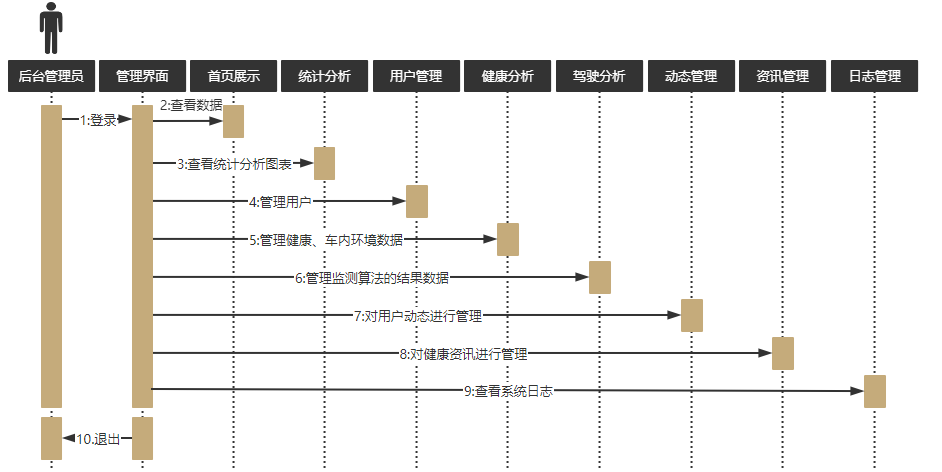 后台管理员
管理界面
首页展示
统计分析
用户管理
健康分析
驾驶分析
动态管理
资讯管理
日志管理
1:登录
2:查看数据
3:查看统计分析图表
4:管理用户
5:管理健康、车内环境数据
6:管理监测算法的结果数据
7:对用户动态进行管理
8:对健康资讯进行管理
9:查看系统日志
10.退出